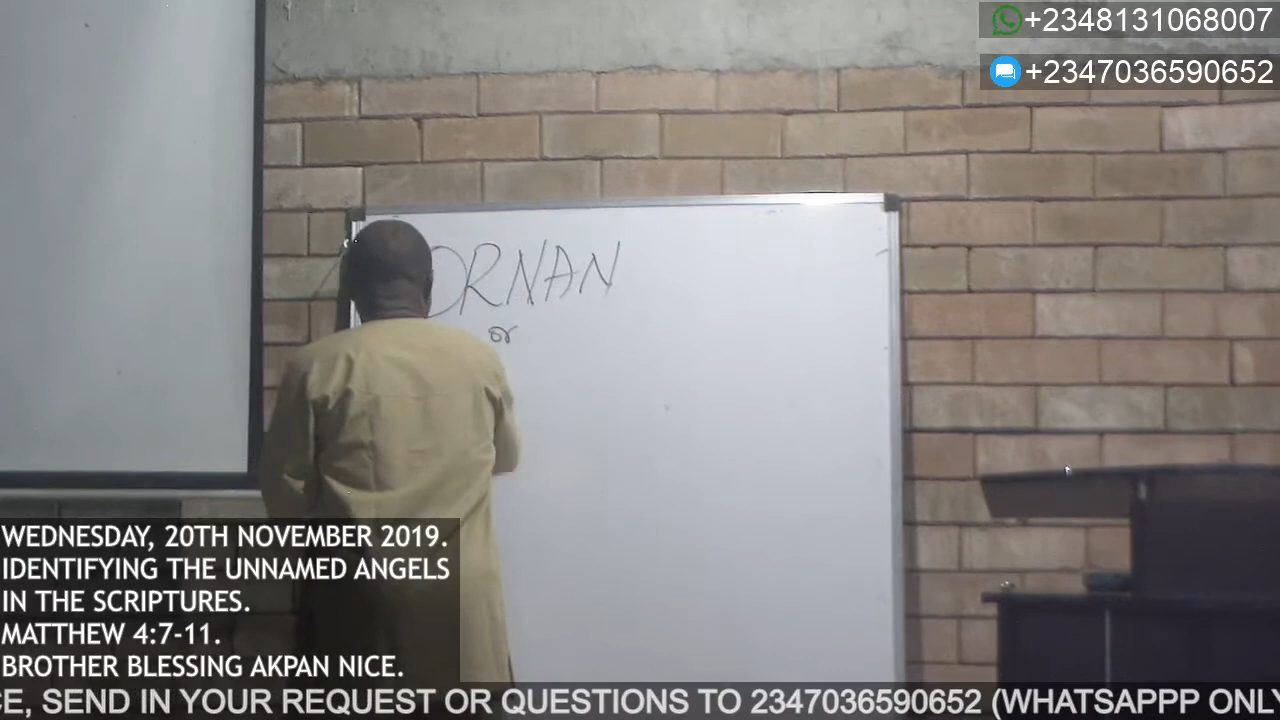 +2348131068007
+2347036590652
ORNAN
or
WEDNESDAY, 20TH NOVEMBER 2019.
IDENTIFYING THE UNNAMED ANGELS
IN THE SCRIPTURES.
MATTHEW 4:7-11.
BROTHER BLESSING AKPAN NICE.
SEND IN YOUR REQUEST OR QUESTIONS TO 2347036590652 (WHATSAPPP ONLY